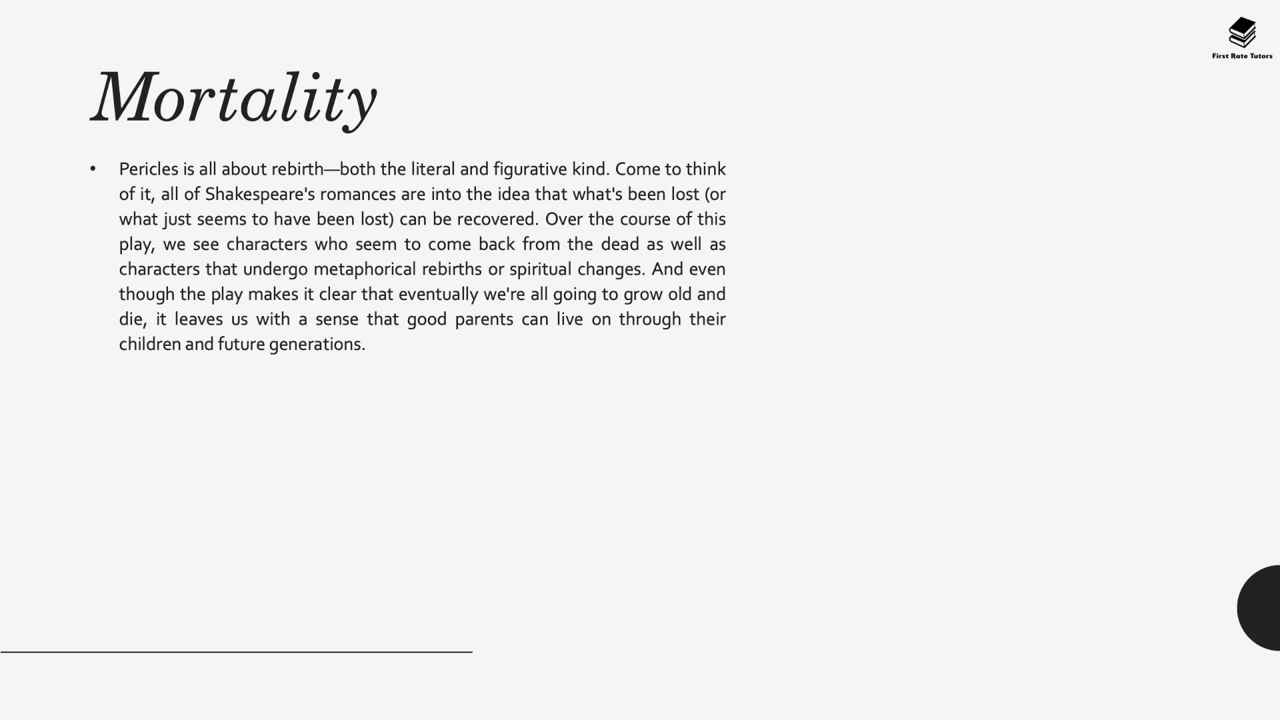 First Rate Tutors
Mortality
• Pericles is all about rebirth—both the literal and figurative kind. Come to think
of it, all of Shakespeare's romances are into the idea that what's been lost (or
what just seems to have been lost) can be recovered. Over the course of this
play, we see characters who seem to come back from the dead as well as
characters that undergo metaphorical rebirths or spiritual changes. And even
though the play makes it clear that eventually we're all going to grow old and
die, it leaves us with a sense that good parents can live on through their
children and future generations.